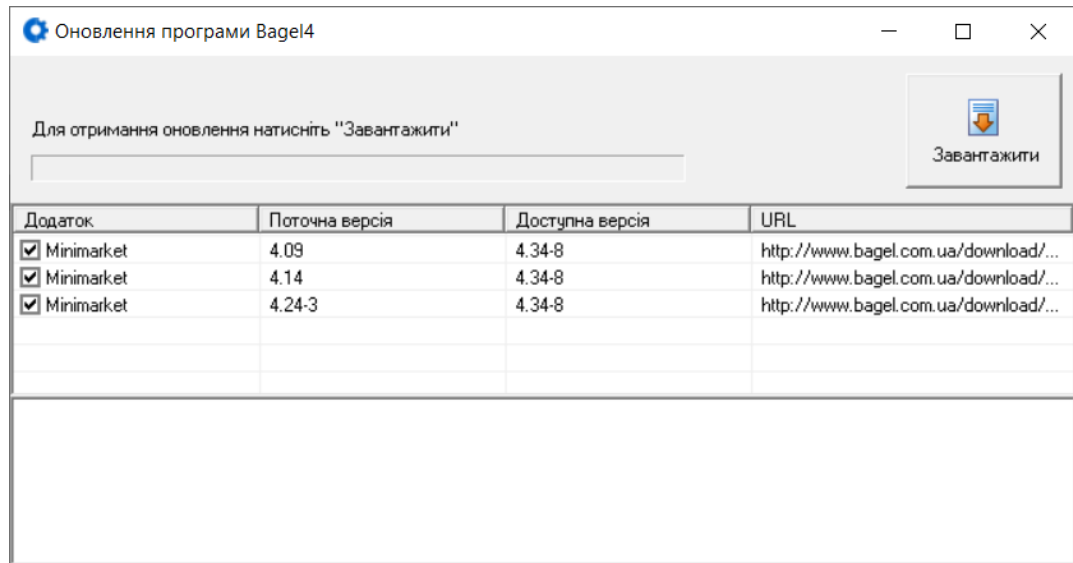 Оновлення програми Bagel4
Для отримання оновлення натисніть "Завантажити"
Завантажити
Додаток Поточна версія Доступна версія URL
Minimarket 4.09 4.34-8 http://www.bagel.com.ua/download/...
Minimarket 4.14 4.34-8 http://www.bagel.com.ua/download/...
Minimarket 4.24-3 4.34-8 http://www.bagel.com.ua/download/...